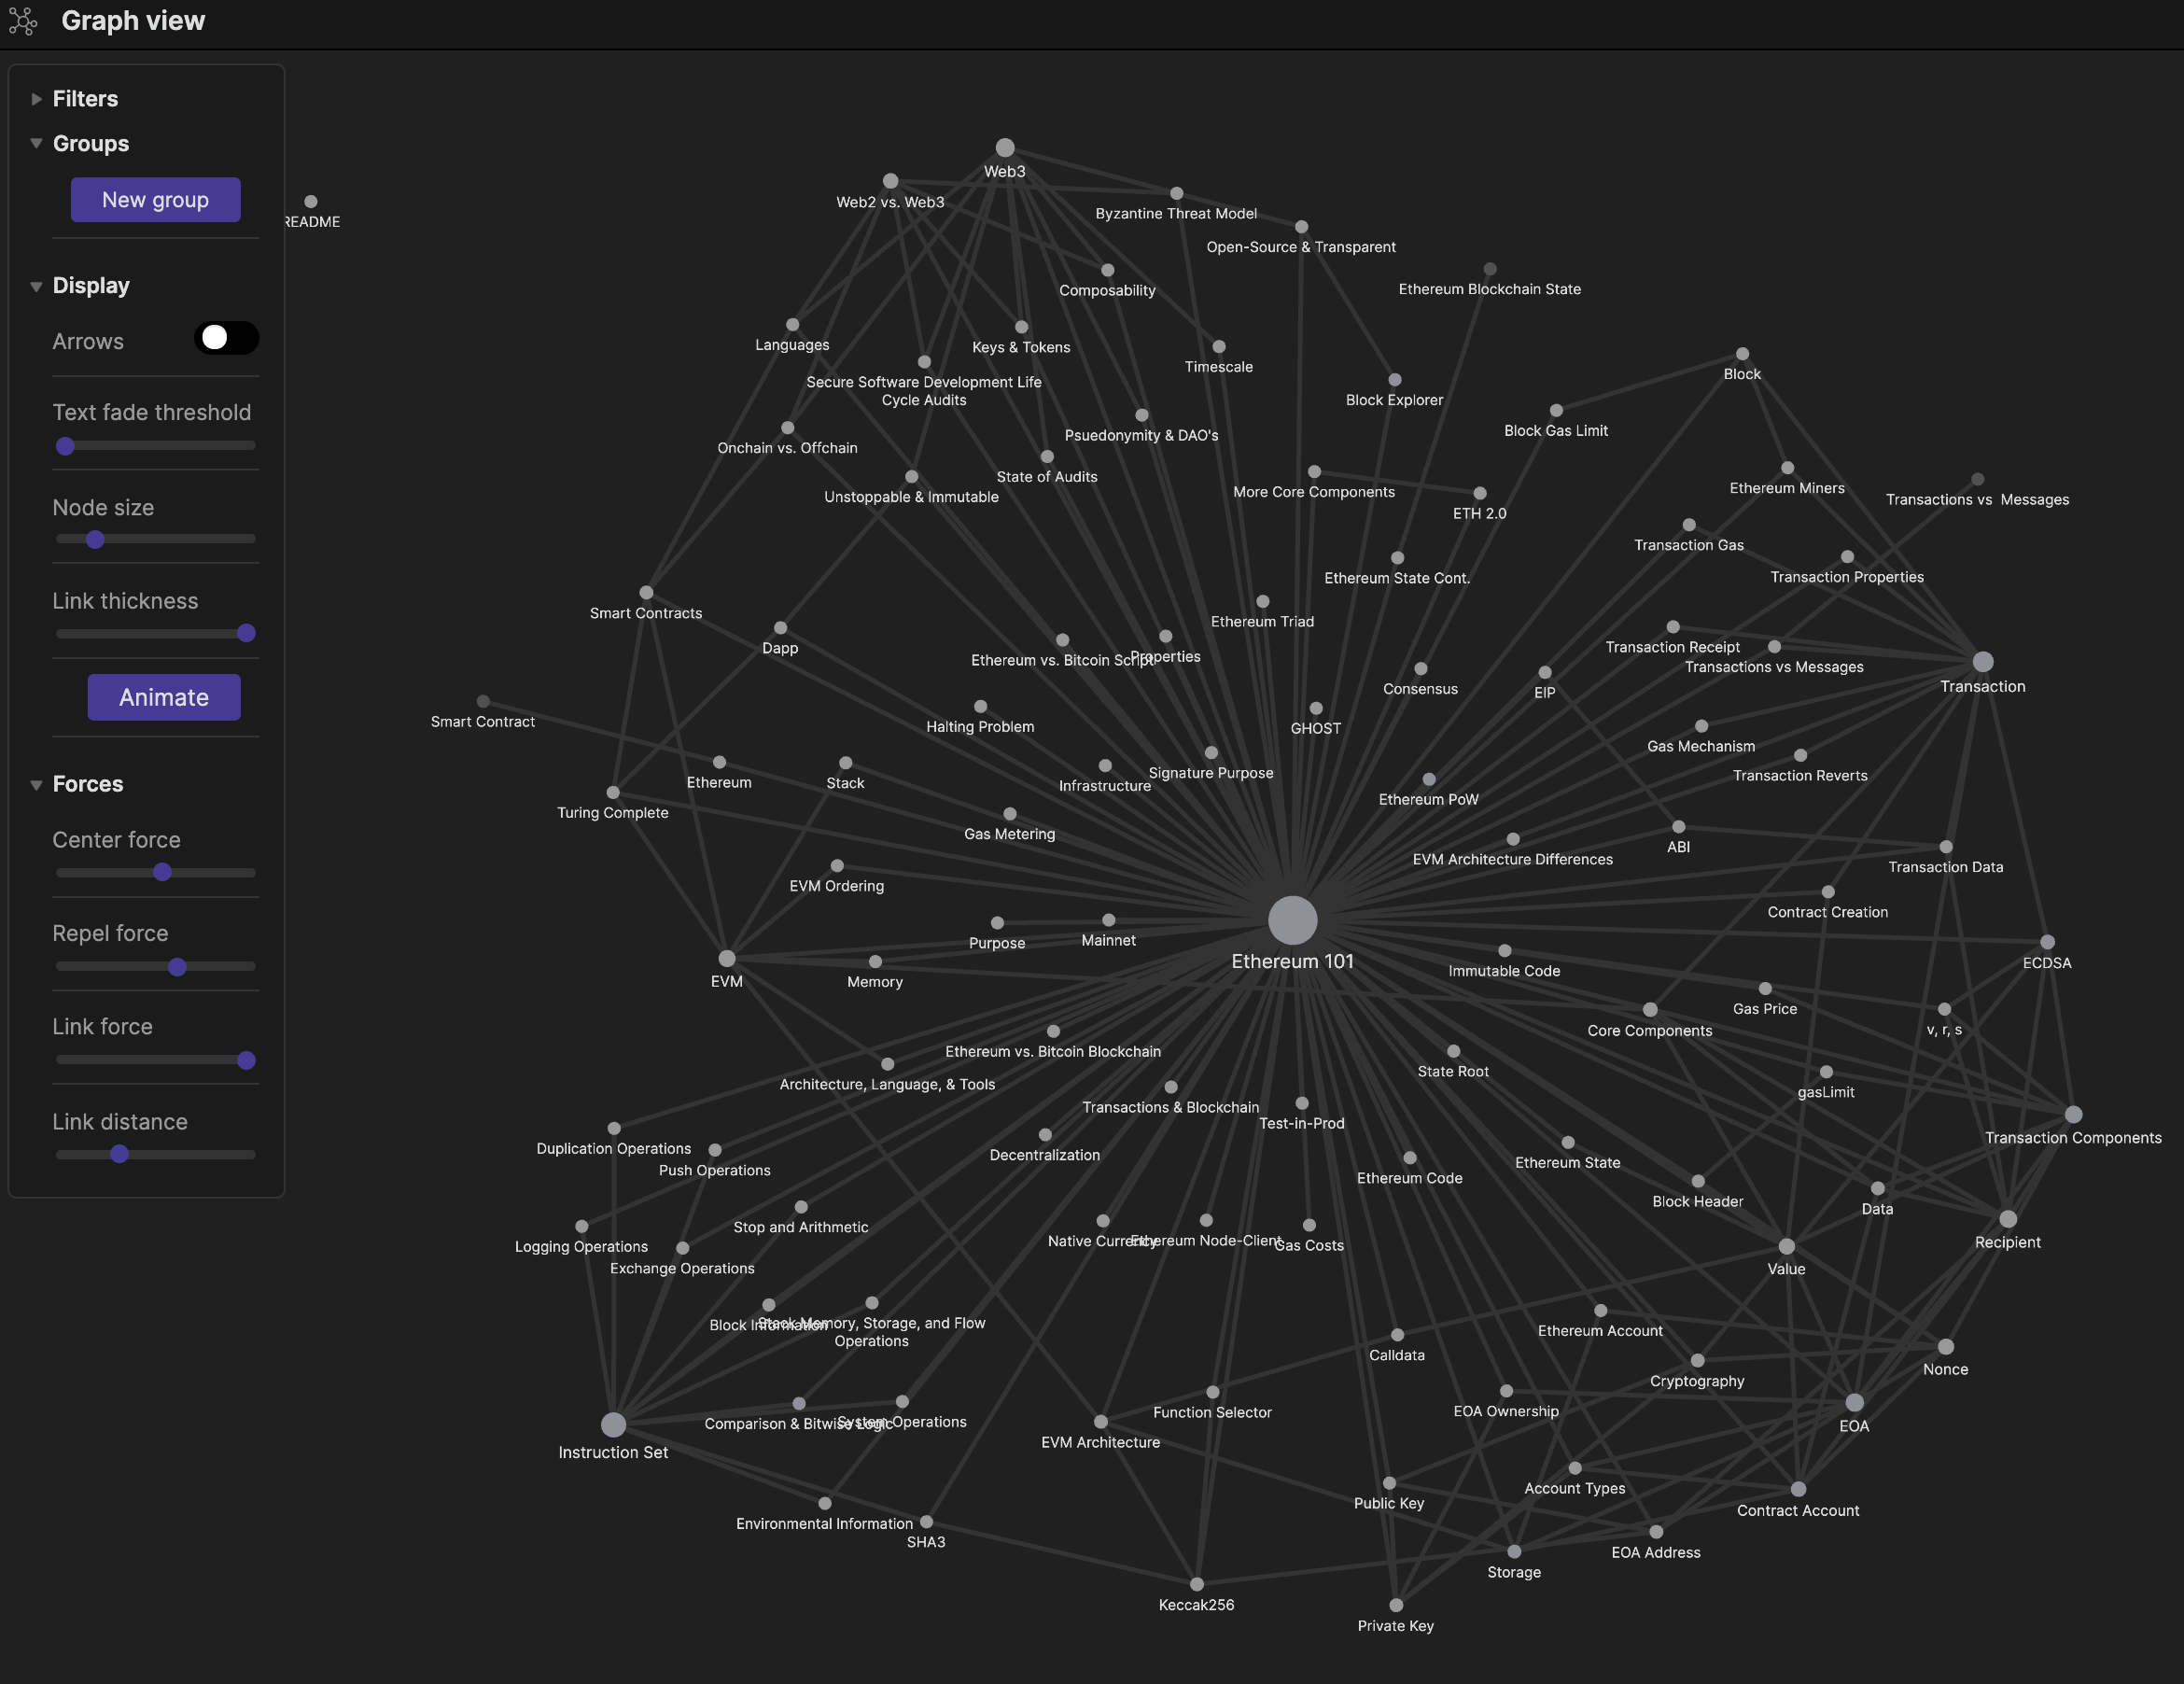 Graph view
Filters
Groups
New group
Display
Arrows
Text fade threshold
Node size
Link thickness
Animate
Forces
Center force
Repel force
Link force
Link distance
README
Web3
Web2 vs. Web3
Byzantine Threat Model
Open-Source & Transparent
Composability
Ethereum Blockchain State
Languages
Keys & Tokens
Timescale
Block
Secure Software Development Life
Cycle Audits
Block Explorer
Block Gas Limit
Psuedonymity & DAO's
Onchain vs. Offchain
State of Audits
Unstoppable & Immutable
More Core Components
Ethereum Miners
Transactions vs  Messages
ETH 2.0
Transaction Gas
Ethereum State Cont.
Transaction Properties
Smart Contracts
Ethereum Triad
Dapp
Ethereum vs. Bitcoin Script
Properties
Transaction Receipt
Transactions vs Messages
Consensus
EIP
Transaction
Smart Contract
Halting Problem
GHOST
Gas Mechanism
Ethereum
Stack
Infrastructure
Signature Purpose
Transaction Reverts
Ethereum PoW
Turing Complete
Gas Metering
EVM Architecture Differences
ABI
Transaction Data
EVM Ordering
Contract Creation
Purpose
Mainnet
Ethereum 101
ECDSA
Immutable Code
EVM
Memory
Gas Price
Core Components
v, r, s
Ethereum vs. Bitcoin Blockchain
State Root
Architecture, Language, & Tools
gasLimit
Transactions & Blockchain
Test-in-Prod
Transaction Components
Duplication Operations
Push Operations
Decentralization
Ethereum State
Ethereum Code
Block Header
Data
Stop and Arithmetic
Logging Operations
Native Currency
Ethereum Node-Client
Gas Costs
Recipient
Exchange Operations
Value
Block Information
Stack Memory, Storage, and Flow
Operations
Ethereum Account
Calldata
Nonce
Cryptography
Function Selector
EOA Ownership
Comparison & Bitwise Logic
System Operations
EOA
EVM Architecture
Instruction Set
Account Types
Public Key
Contract Account
Environmental Information
SHA3
EOA Address
Storage
Keccak256
Private Key